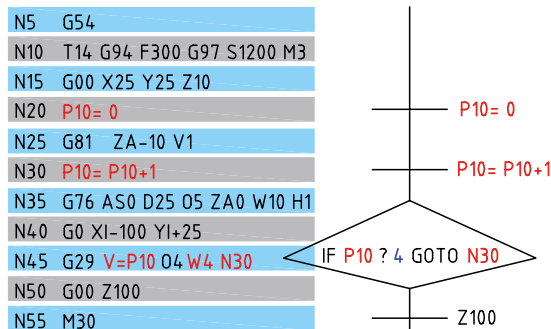 N5 G54
N10 T14 G94 F300 G97 S1200 M3
N15 G00 X25 Y25 Z10
N20 P10= 0
P10= 0
N25 G81 ZA-10 V1
N30 P10= P10+1
P10= P10+1
N35 G76 AS0 D25 O5 ZA0 W10 H1
N40 G0 XI-100 YI+25
N45 G29 V=P10 O4 W4 N30
IF P10 ? 4 GOTO N30
N50 G00 Z100
N55 M30
Z100